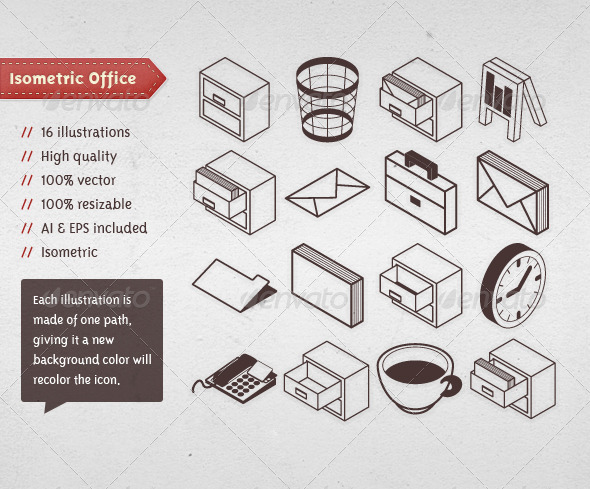 Isometric Office
// 16 illustrations
// High quality
// 100% vector
// 100% resizable
// AI & EPS included
// Isometric
Each illustration is
made of one path,
giving it a new
background color will
recolor the icon.
envato
envato
envato
envato
envato
envato
envato